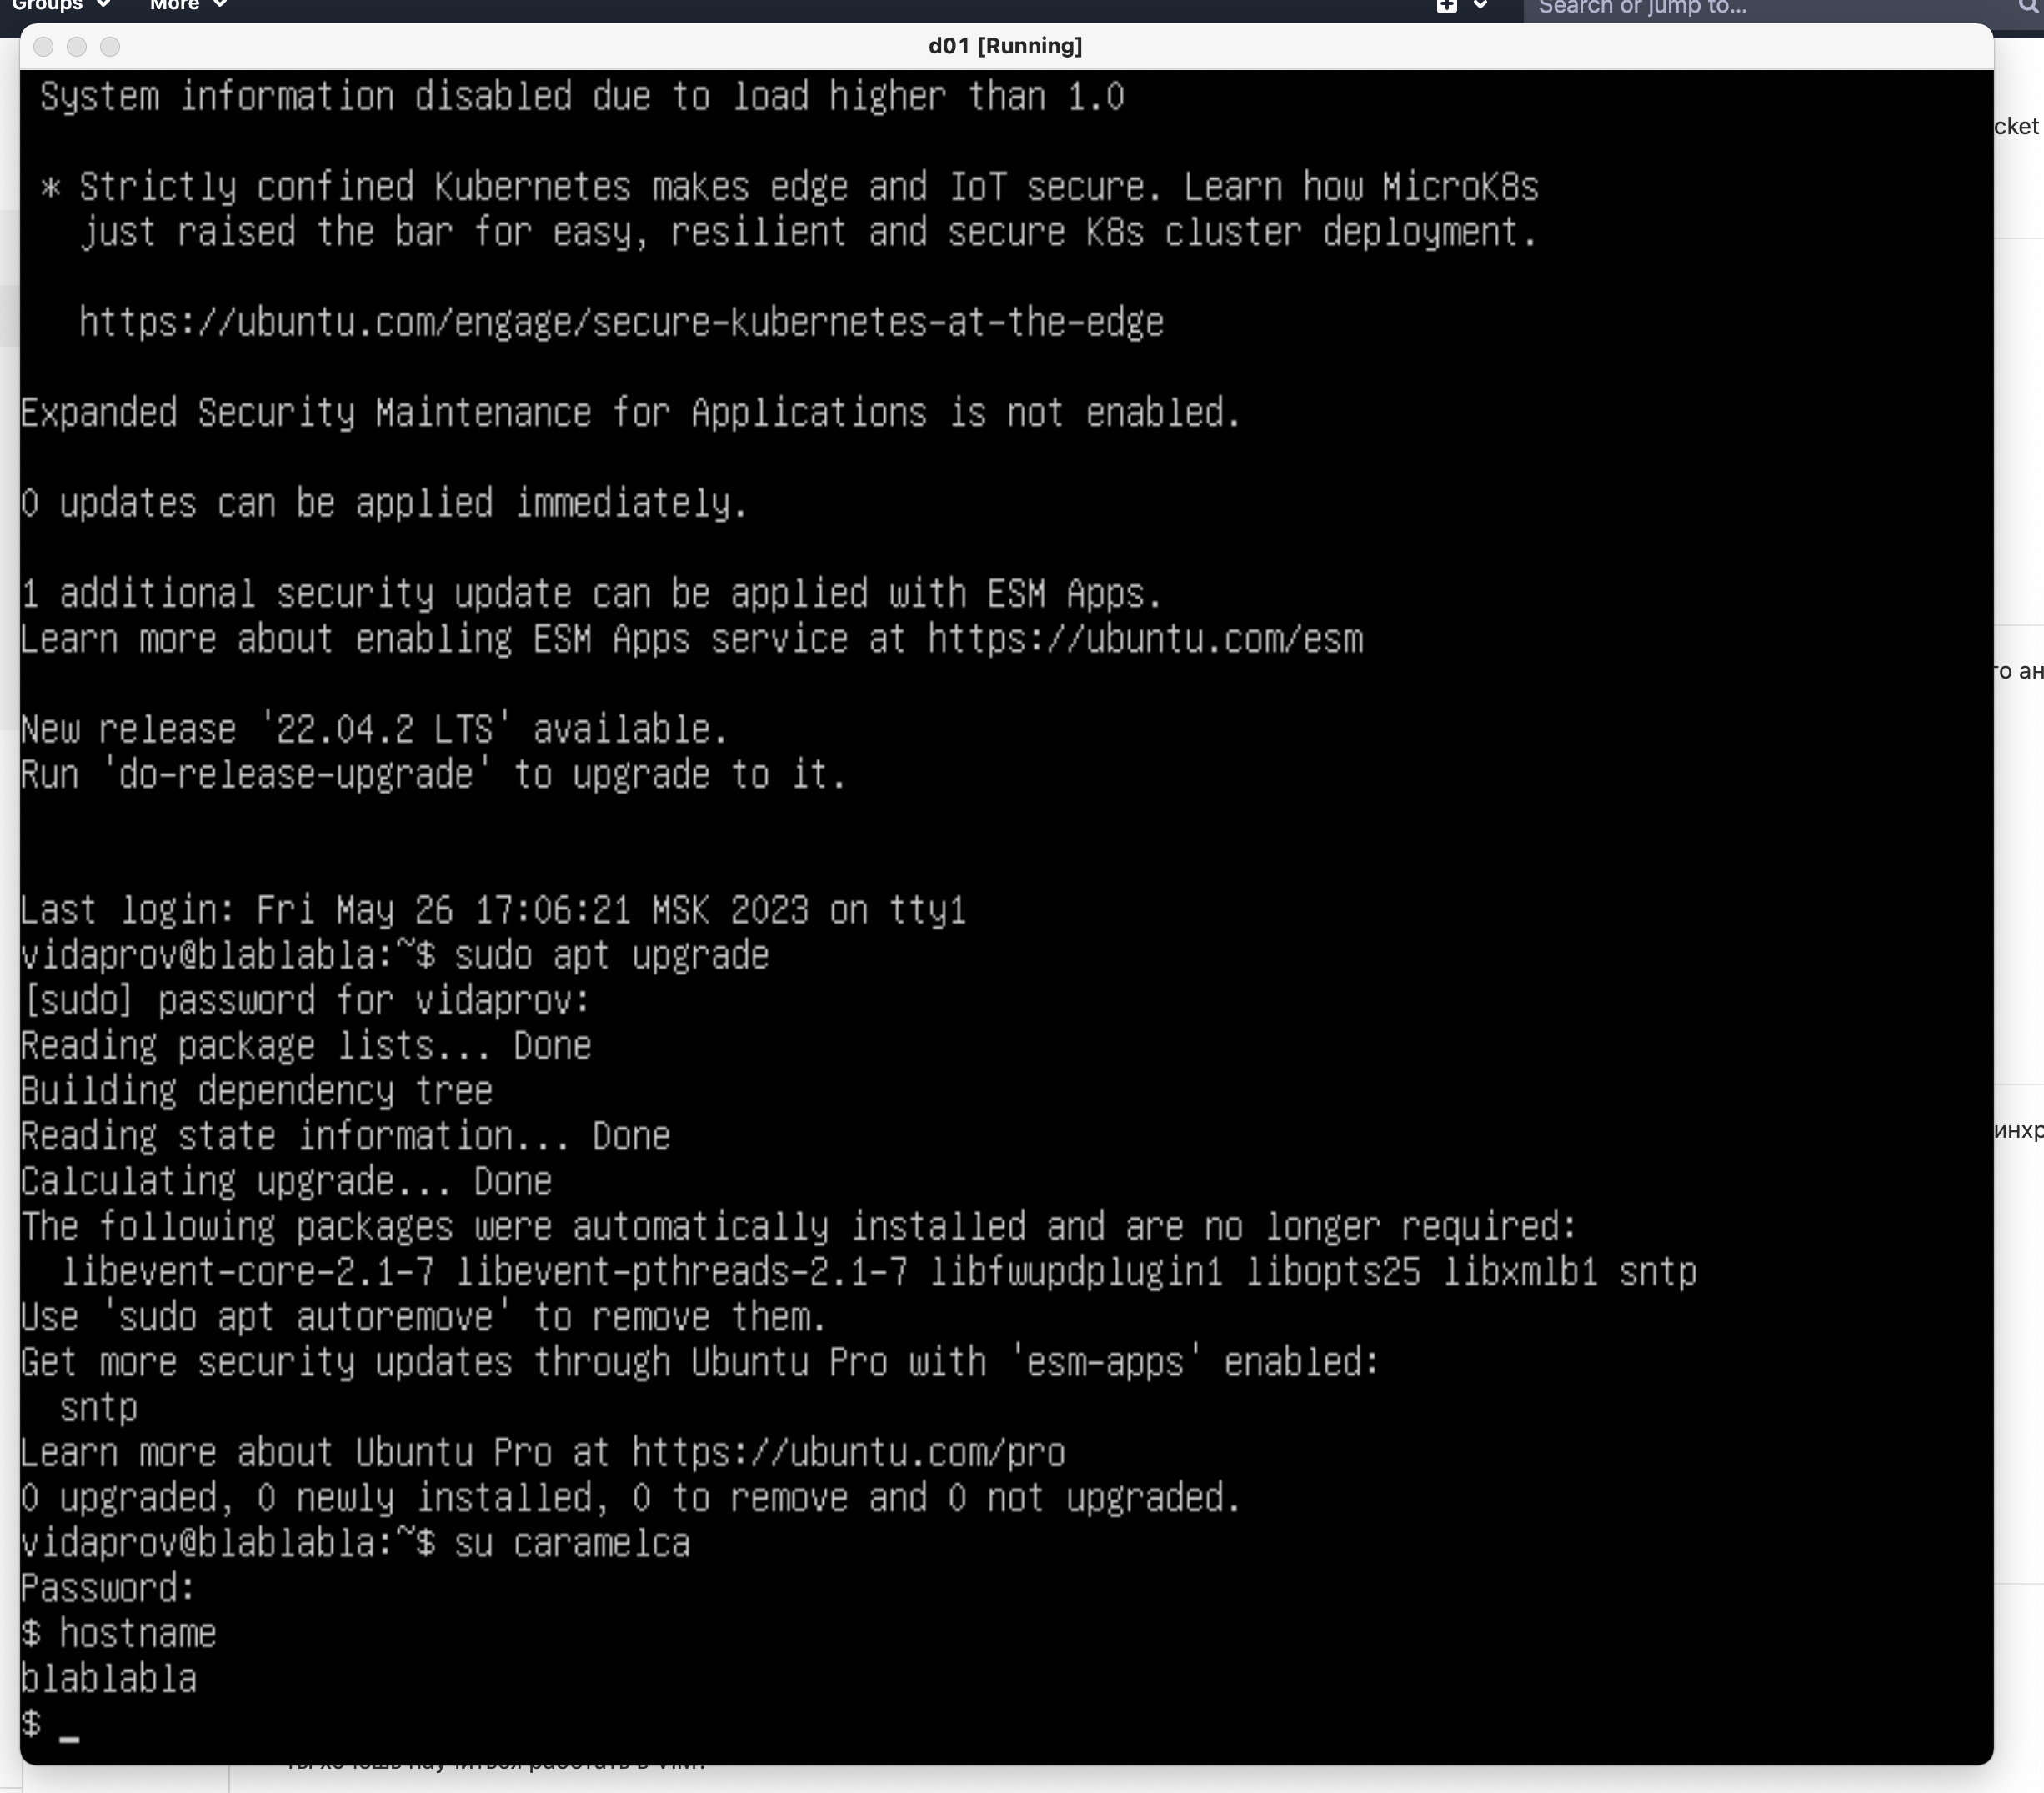 Groups More Search or jump to...
d01 [Running]
System information disabled due to load higher than 1.0
cket
* Strictly confined Kubernetes makes edge and IoT secure. Learn how MicroK8s
just raised the bar for easy, resilient and secure K8s cluster deployment.
https://ubuntu.com/engage/secure-kubernetes-at-the-edge
Expanded Security Maintenance for Applications is not enabled.
0 updates can be applied immediately.
1 additional security update can be applied with ESM Apps.
Learn more about enabling ESM Apps service at https://ubuntu.com/esm
го ан
New release '22.04.2 LTS' available.
Run 'do-release-upgrade' to upgrade to it.
Last login: Fri May 26 17:06:21 MSK 2023 on tty1
vidaprov@blablabla:~$ sudo apt upgrade
[sudo] password for vidaprov:
Reading package lists... Done
Building dependency tree
Reading state information... Done
инхр
Calculating upgrade... Done
The following packages were automatically installed and are no longer required:
libevent-core-2.1-7 libevent-pthreads-2.1-7 libfwupdplugin1 libopts25 libxmlb1 sntp
Use 'sudo apt autoremove' to remove them.
Get more security updates through Ubuntu Pro with 'esm-apps' enabled:
sntp
Learn more about Ubuntu Pro at https://ubuntu.com/pro
0 upgraded, 0 newly installed, 0 to remove and 0 not upgraded.
vidaprov@blablabla:~$ su caramelca
Password:
$ hostname
blablabla
$ _
ты хочешь научиться работать в VIM?